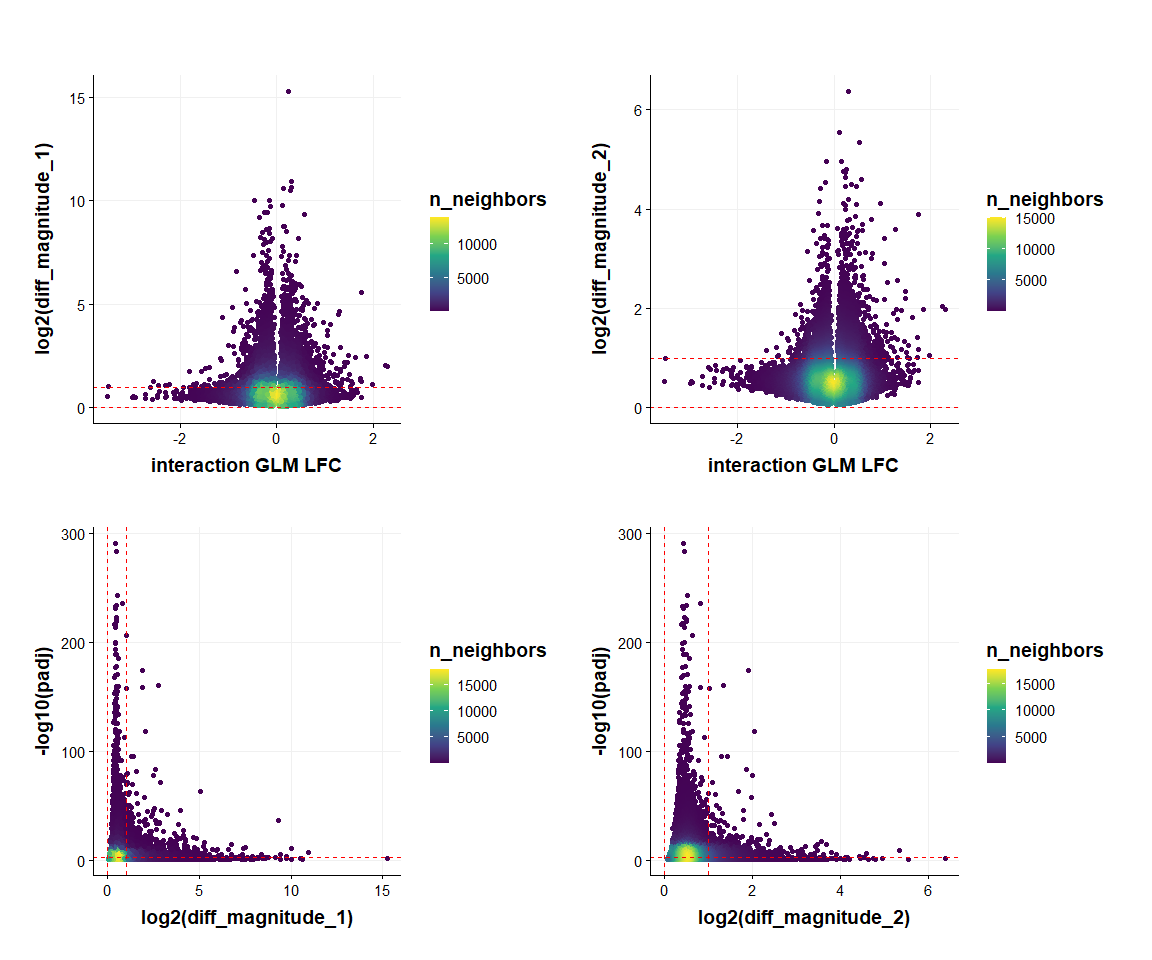 log2(diff_magnitude_1)
15
10
5
0
-2 0 2
interaction GLM LFC
n_neighbors
10000
5000
log2(diff_magnitude_2)
6
4
2
0
-2 0 2
interaction GLM LFC
n_neighbors
15000
10000
5000
-log10(padj)
300
200
100
0
0 5 10 15
log2(diff_magnitude_1)
n_neighbors
15000
10000
5000
-log10(padj)
300
200
100
0
0 2 4 6
log2(diff_magnitude_2)
n_neighbors
15000
10000
5000